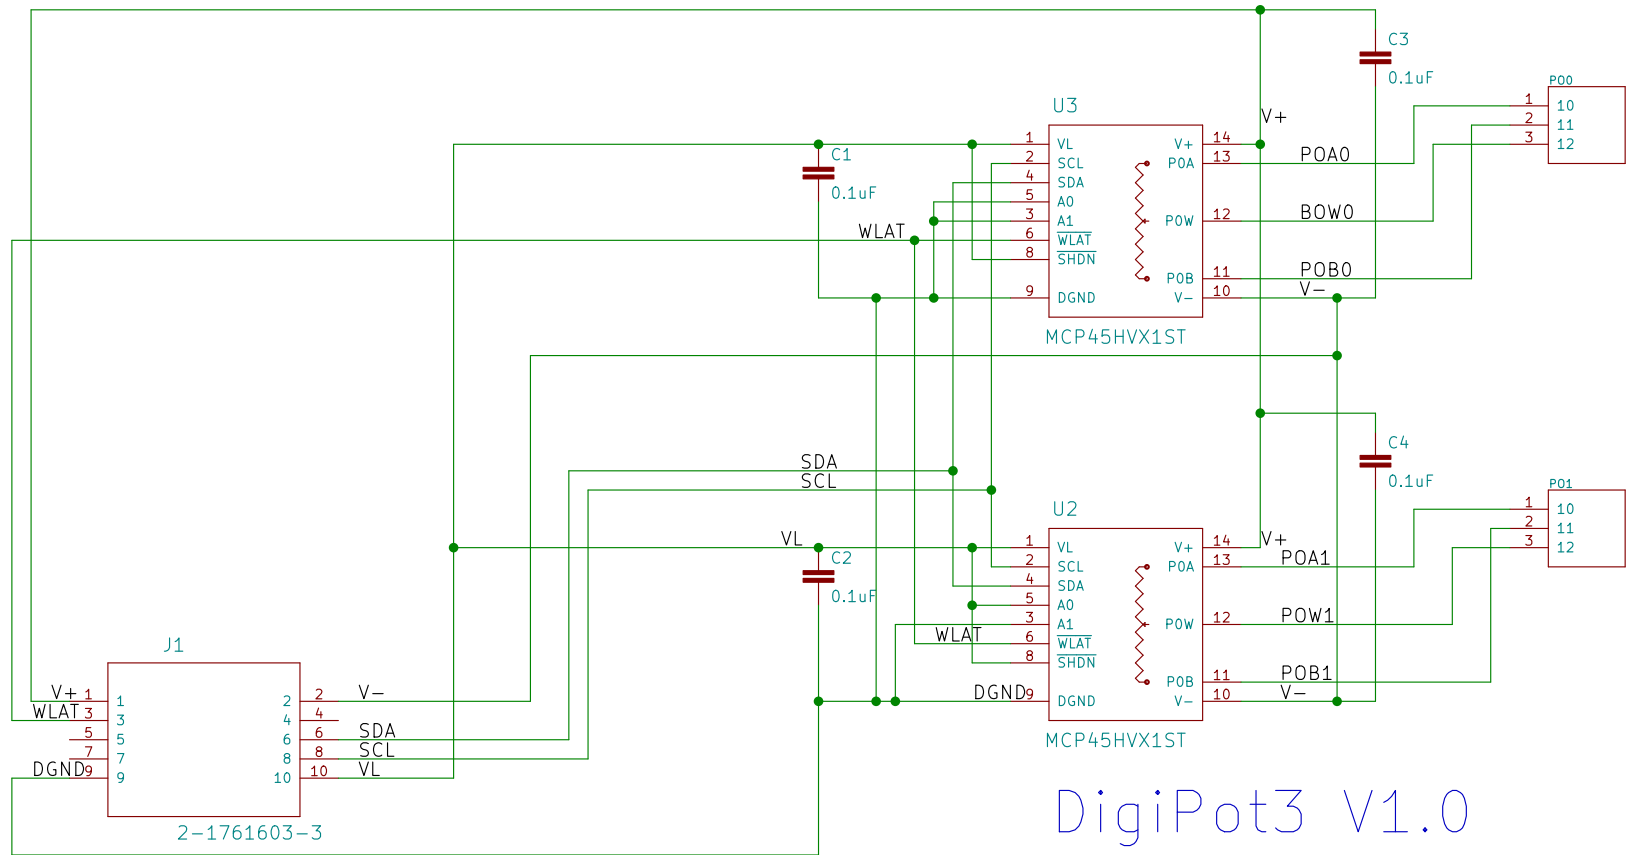 C3
0.1uF
PO0
1 10
2 11
3 12
U3
V+
1 VL V+ 14
2 SCL POA 13 POA0
4 SDA
5 A0
3 A1 POW 12 BOW0
6 WLAT
8 SHDN POB 11 POB0
9 DGND V- 10 V-
MCP45HVX1ST
C1
0.1uF
WLAT
C4
0.1uF
SDA
SCL
PO1
1 10
2 11
3 12
U2
V+
VL
1 VL V+ 14
2 SCL POA 13 POA1
4 SDA
5 A0
3 A1 POW 12 POW1
WLAT 6 WLAT
8 SHDN POB 11 POB1
DGND 9 DGND V- 10 V-
MCP45HVX1ST
C2
0.1uF
J1
V+ 1 1 2 2 V-
WLAT 3 3 4 4
5 5 6 6 SDA
7 7 8 8 SCL
DGND 9 9 10 10 VL
2-1761603-3
DigiPot3 V1.0